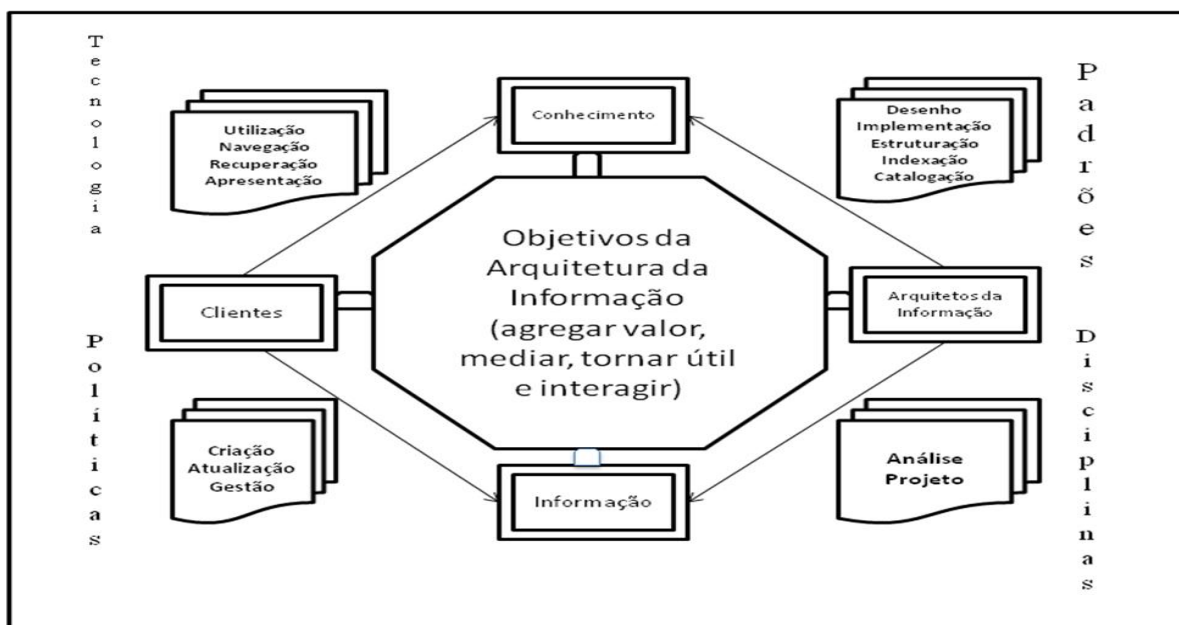 Tecnologia
Utilização
Navegação
Recuperação
Apresentação
Conhecimento
Desenho
Implementação
Estruturação
Indexação
Catalogação
Padrões
Clientes
Objetivos da
Arquitetura da
Informação
(agregar valor,
mediar, tornar útil
e interagir)
Arquitetos da
Informação
Políticas
Criação
Atualização
Gestão
Informação
Análise
Projeto
Disciplinas